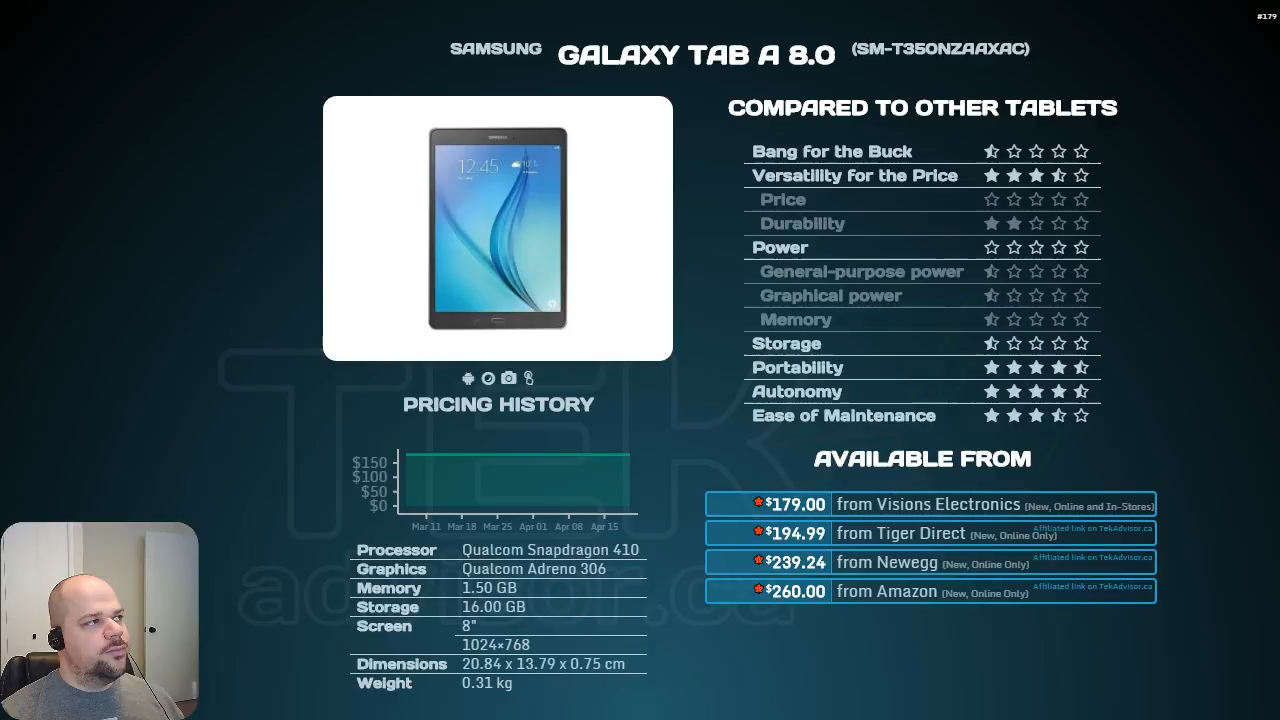 #179
SAMSUNG GALAXY TAB A 8.0 (SM-T350NZAAXAC)
COMPARED TO OTHER TABLETS
Bang for the Buck
Versatility for the Price
Price
Durability
Power
General-purpose power
Graphical power
Memory
Storage
Portability
Autonomy
Ease of Maintenance
PRICING HISTORY
$150
$100
$50
$0
Mar 11 Mar 18 Mar 25 Apr 01 Apr 08 Apr 15
Processor Qualcom Snapdragon 410
Graphics Qualcom Adreno 306
Memory 1.50 GB
Storage 16.00 GB
Screen 8"
1024×768
Dimensions 20.84 x 13.79 x 0.75 cm
Weight 0.31 kg
AVAILABLE FROM
$179.00 from Visions Electronics (New, Online and In-Stores)
$194.99 from Tiger Direct (New, Online Only) Affiliated link on TekAdvisor.ca
$239.24 from Newegg (New, Online Only) Affiliated link on TekAdvisor.ca
$260.00 from Amazon (New, Online Only) Affiliated link on TekAdvisor.ca
SAMSUNG
12:45
TEK
advisor.ca